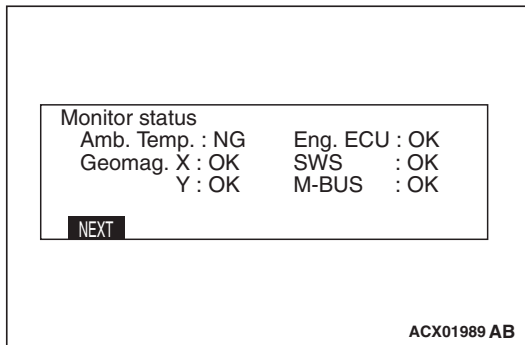 Monitor status
Amb. Temp. : NG Eng. ECU : OK
Geomag. X : OK SWS : OK
Y : OK M-BUS : OK
NEXT
ACX01989 AB